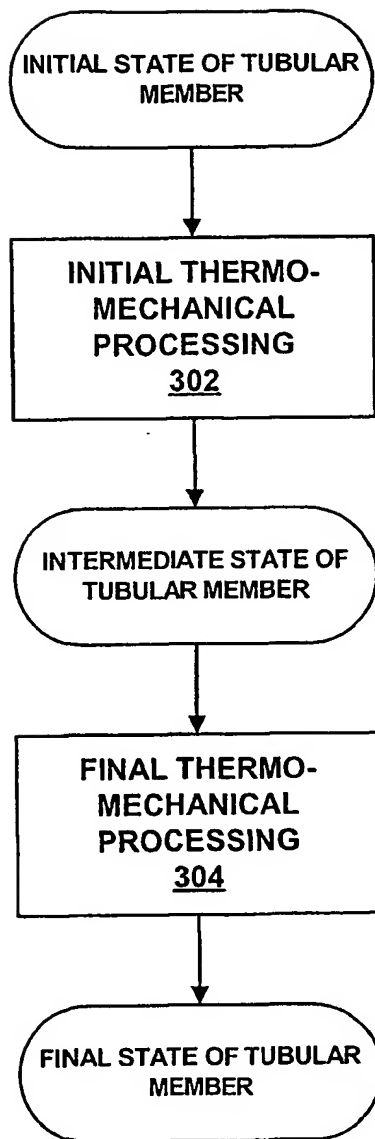 INITIAL STATE OF TUBULAR
MEMBER
INITIAL THERMO-
MECHANICAL
PROCESSING
302
INTERMEDIATE STATE OF
TUBULAR MEMBER
FINAL THERMO-
MECHANICAL
PROCESSING
304
FINAL STATE OF TUBULAR
MEMBER